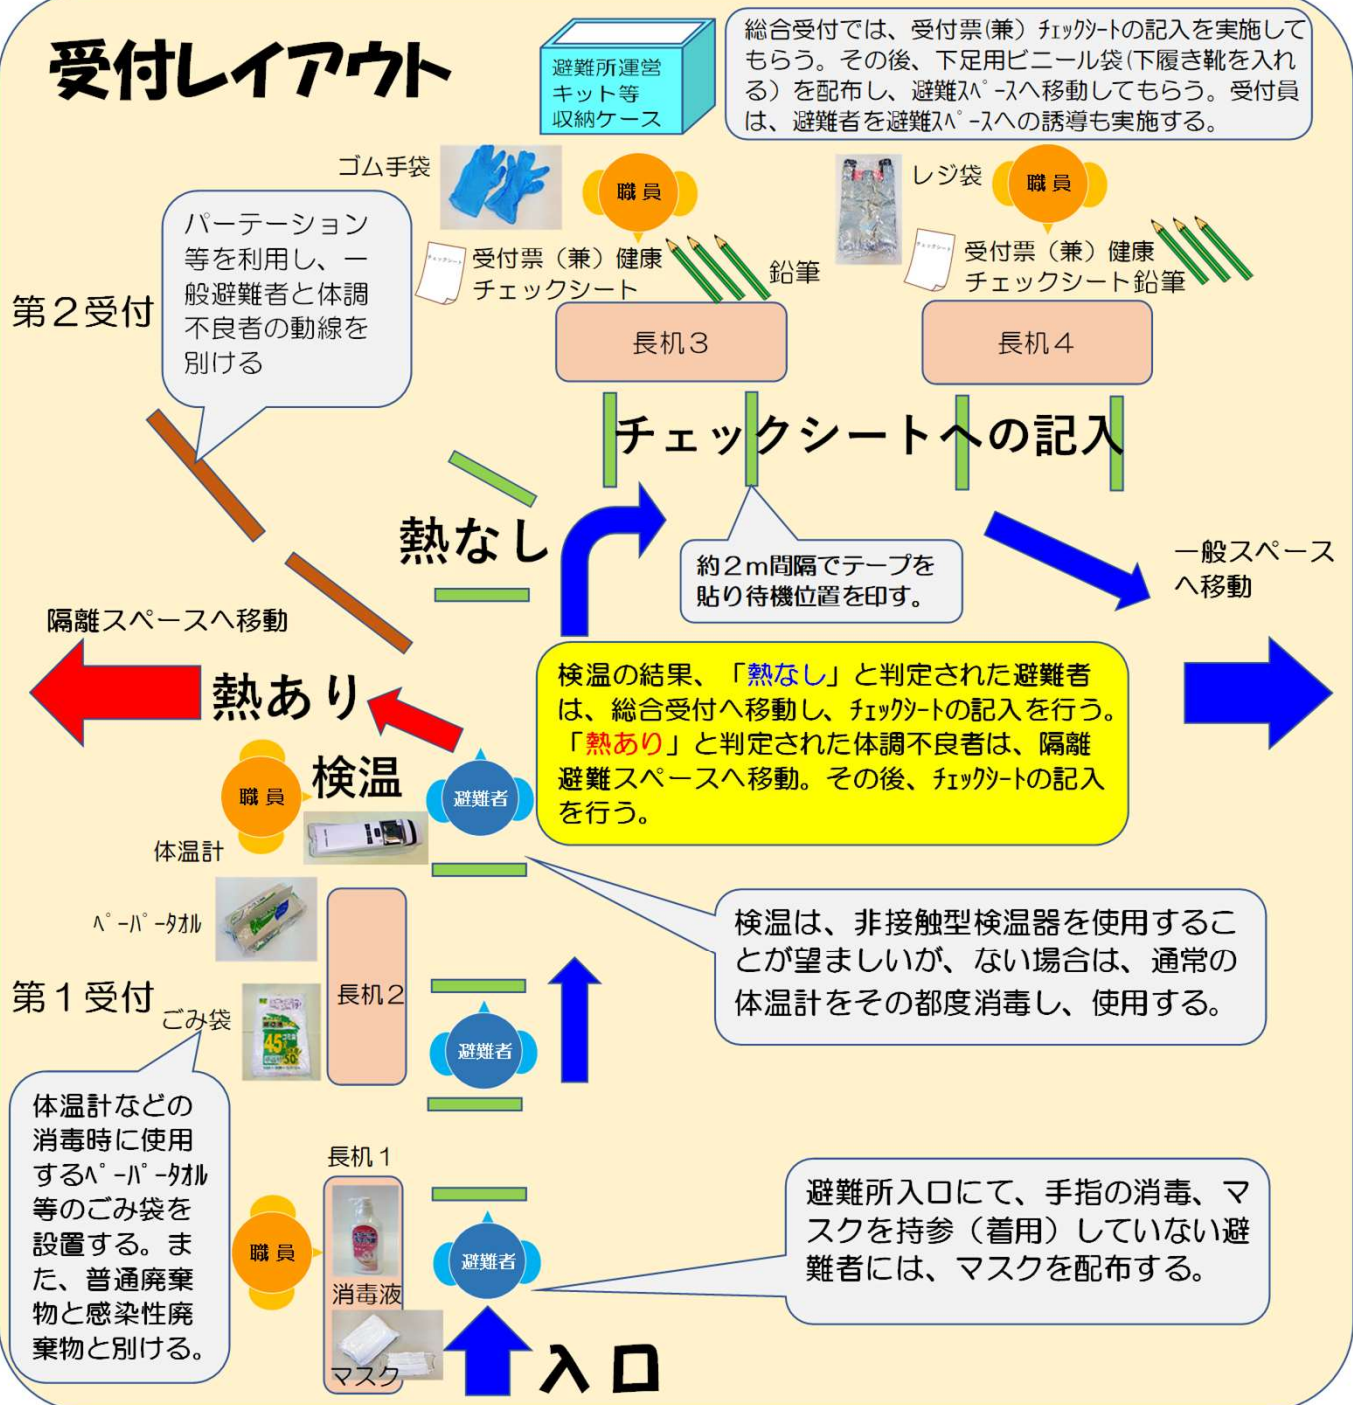 受付レイアウト
避難所運営
キット等
収納ケース
総合受付では、受付票(兼）ﾁｪｯｸｼｰﾄの記入を実施して
もらう。その後、下足用ビニール袋(下履き靴を入れ
る）を配布し、避難ｽﾍﾟｰｽへ移動してもらう。受付員
は、避難者を避難ｽﾍﾟｰｽへの誘導も実施する。
ゴム手袋
職員
レジ袋
職員
チェックシート
受付票（兼）健康
チェックシート
鉛筆
チェックシート
受付票（兼）健康
チェックシート鉛筆
第２受付
パーテーション
等を利用し、一
般避難者と体調
不良者の動線を
別ける
長机３
長机４
チェックシートへの記入
熱なし
約２ｍ間隔でテープを
貼り待機位置を印す。
一般スペース
へ移動
隔離スペースへ移動
熱あり
検温の結果、「熱なし」と判定された避難者
は、総合受付へ移動し、ﾁｪｯｸｼｰﾄの記入を行う。
「熱あり」と判定された体調不良者は、隔離
避難スペースへ移動。その後、ﾁｪｯｸｼｰﾄの記入
を行う。
職員
検温
避難者
体温計
ﾍﾟｰﾊﾟｰﾀｵﾙ
検温は、非接触型検温器を使用するこ
とが望ましいが、ない場合は、通常の
体温計をその都度消毒し、使用する。
第１受付
ごみ袋
45
長机２
避難者
体温計などの
消毒時に使用
するﾍﾟｰﾊﾟｰﾀｵﾙ
等のごみ袋を
設置する。ま
た、普通廃棄
物と感染性廃
棄物と別ける。
長机１
職員
消毒液
マスク
避難者
避難所入口にて、手指の消毒、マ
スクを持参（着用）していない避
難者には、マスクを配布する。
入口